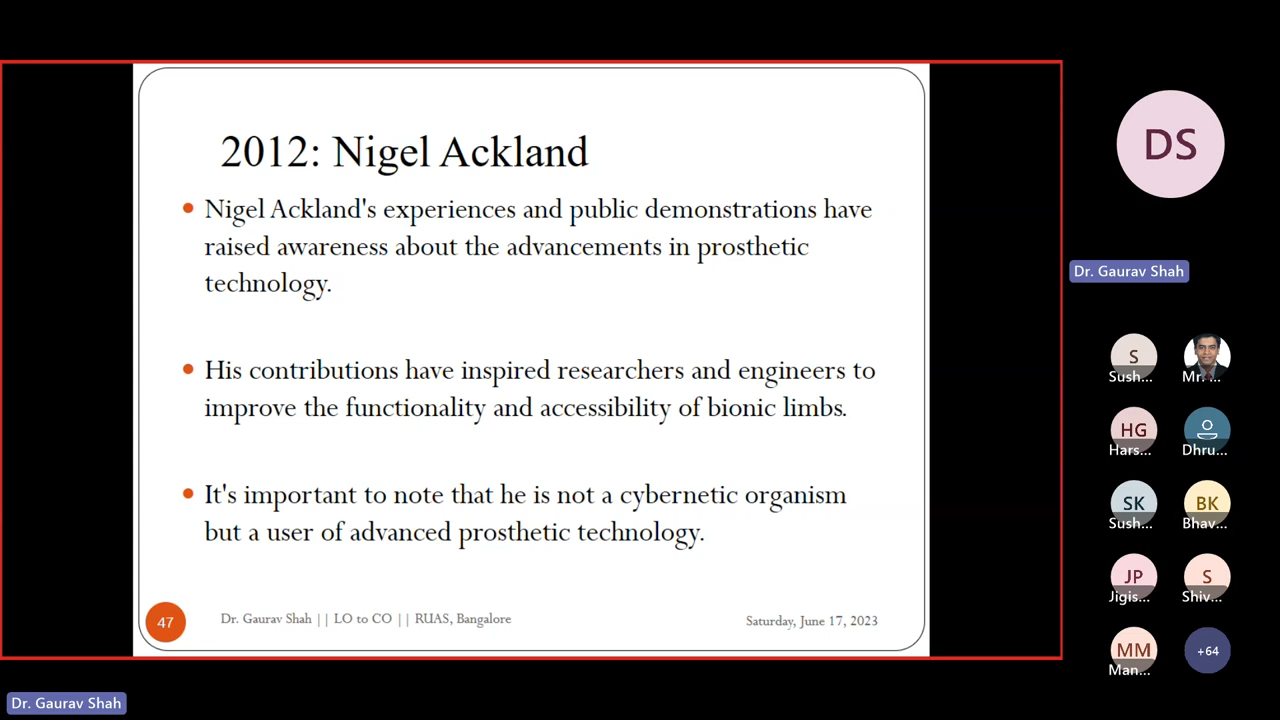 2012: Nigel Ackland
Nigel Ackland's experiences and public demonstrations have
raised awareness about the advancements in prosthetic
technology.
His contributions have inspired researchers and engineers to
improve the functionality and accessibility of bionic limbs.
It's important to note that he is not a cybernetic organism
but a user of advanced prosthetic technology.
47
Dr. Gaurav Shah || LO to CO || RUAS, Bangalore
Saturday, June 17, 2023
Dr. Gaurav Shah
DS
Dr. Gaurav Shah
S
Sush...
Mr. ...
HG
Hars...
Dhru...
SK
Sush...
BK
Bhav...
JP
Jigis...
S
Shiv...
MM
Man...
+64